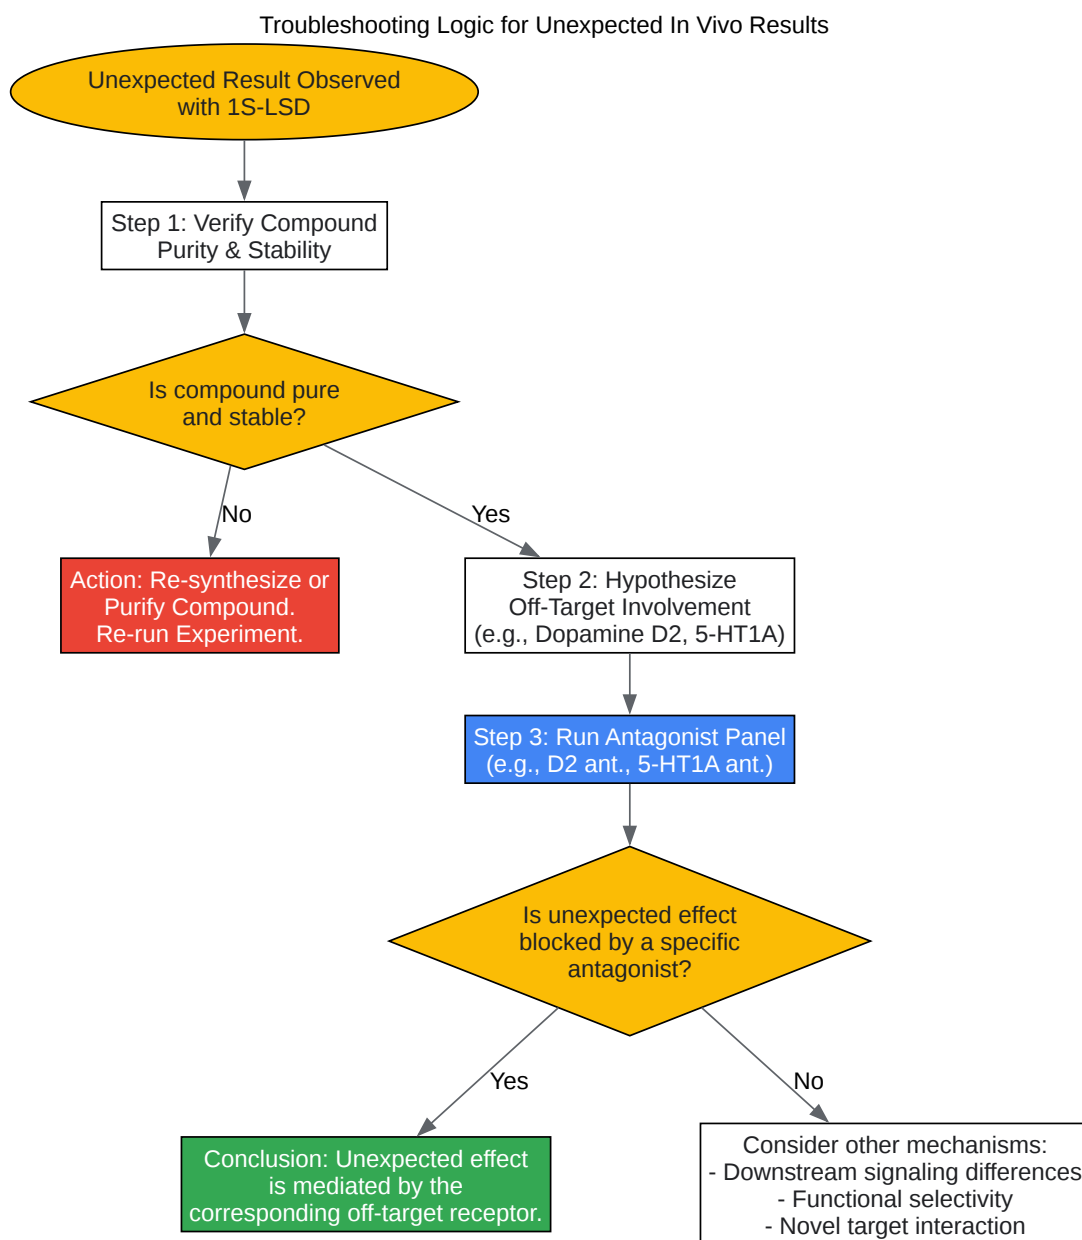 Troubleshooting Logic for Unexpected In Vivo Results
Unexpected Result Observed
with 1S-LSD
Step 1: Verify Compound
Purity & Stability
Is compound pure
and stable?
No
Yes
Action: Re-synthesize or
Purify Compound.
Re-run Experiment.
Step 2: Hypothesize
Off-Target Involvement
(e.g., Dopamine D2, 5-HT1A)
Step 3: Run Antagonist Panel
(e.g., D2 ant., 5-HT1A ant.)
Is unexpected effect
blocked by a specific
antagonist?
Yes
No
Conclusion: Unexpected effect
is mediated by the
corresponding off-target receptor.
Consider other mechanisms:
- Downstream signaling differences
- Functional selectivity
- Novel target interaction